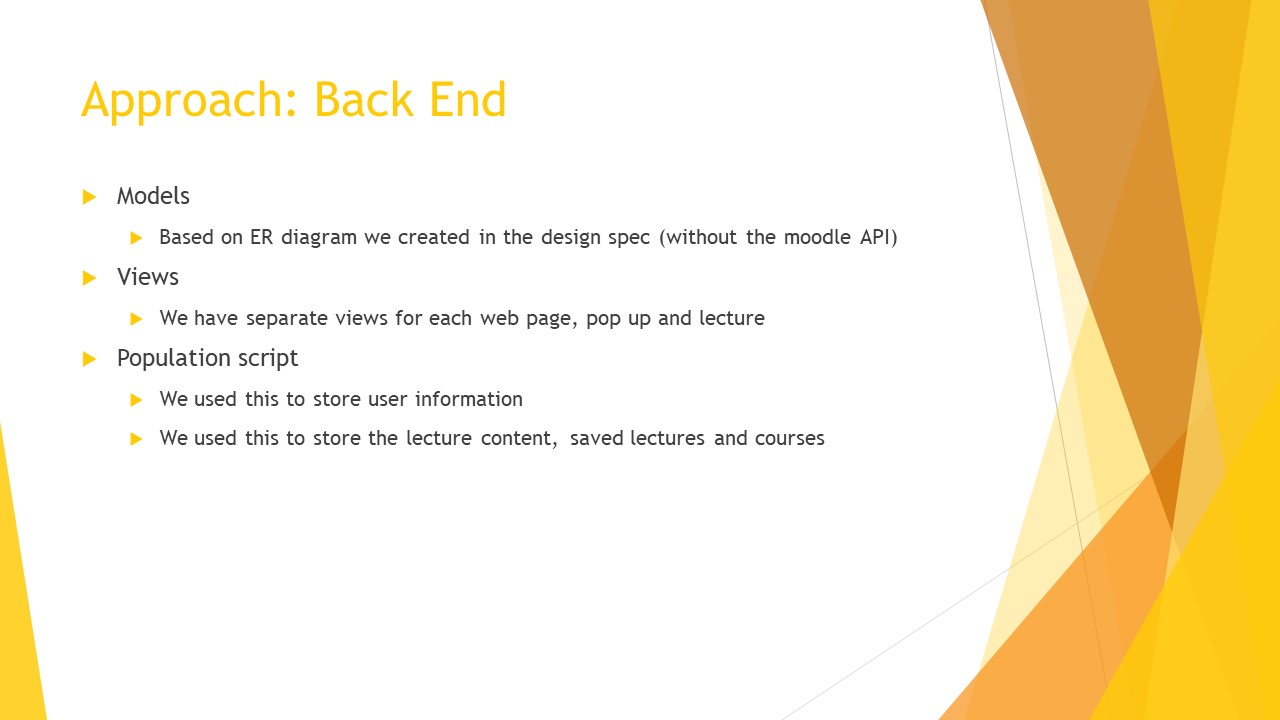 Approach: Back End
Models
Based on ER diagram we created in the design spec (without the moodle API)
Views
We have separate views for each web page, pop up and lecture
Population script
We used this to store user information
We used this to store the lecture content, saved lectures and courses